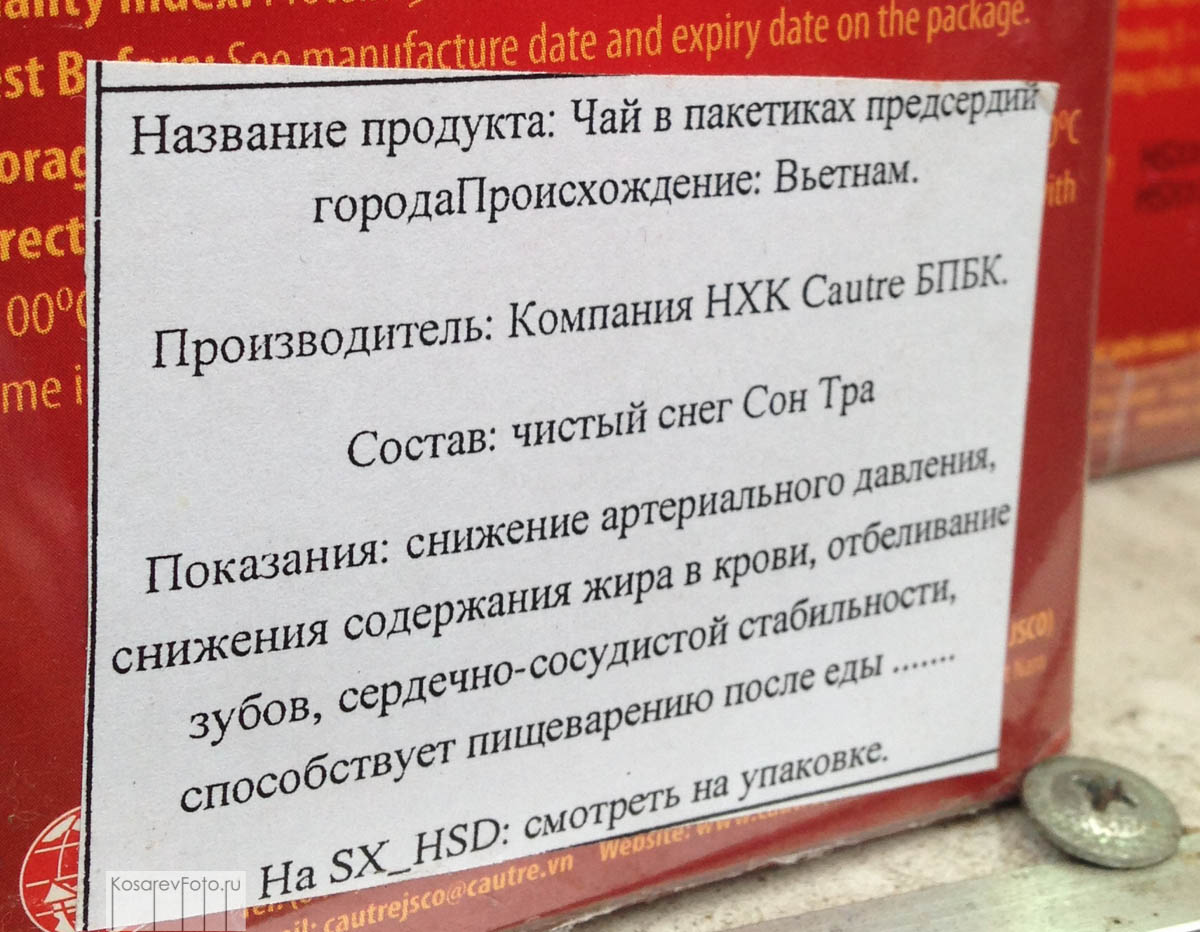 manufacture date and expiry date on the package.
Название продукта: Чай в пакетиках предсердий
городаПроисхождение: Вьетнам.
Производитель: Компания НХК Cautre БПБК.
Состав: чистый снег Сон Тра
Показания: снижение артериального давления,
снижения содержания жира в крови, отбеливание
зубов, сердечно-сосудистой стабильности,
способствует пищеварению после еды .......
На SX_HSD: смотреть на упаковке.
Website:
cautrejsco@cautre.vn
KosarevFoto.ru